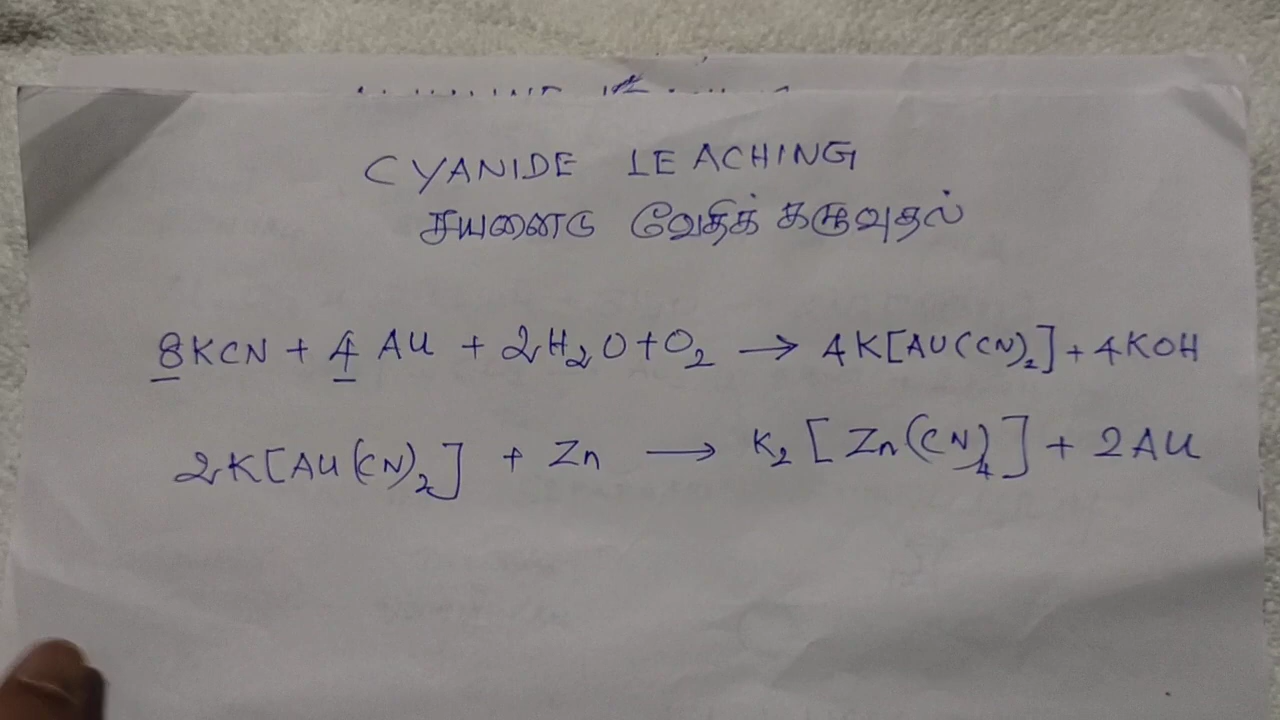 CYANIDE LEACHING
சயனைடு வேதிக் கழுவுதல்
8KCN + 4 AU + 2H₂O+O₂ → 4K[AU(CN)₂]+4KOH
2K[AU(CN)₂] + Zn → K₂[Zn(CN)₄] + 2AU